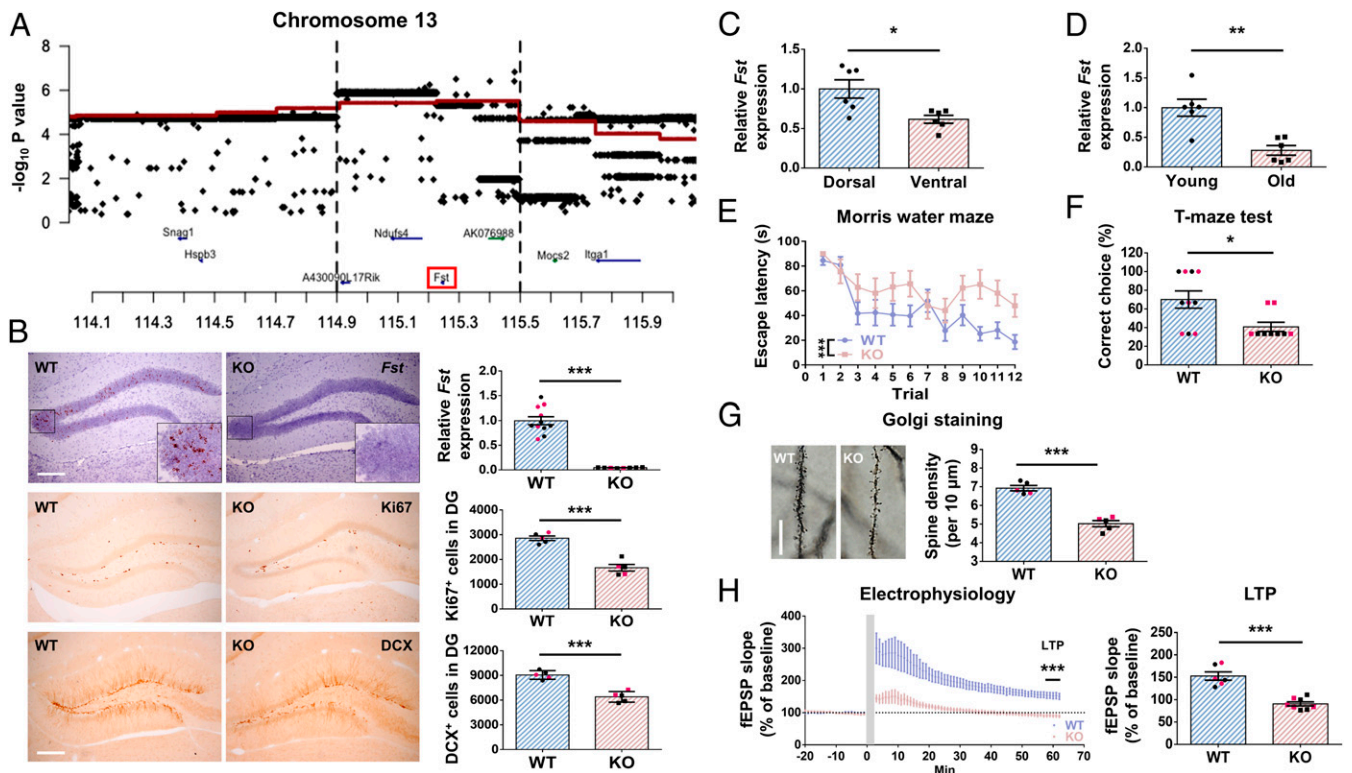 A
Chromosome 13
-log10 P value
8
6
4
2
0
Snag1
Hspb3
A430090L17Rik
Ndufs4
AK076988
Fst
Mocs2
Itga1
114.1 114.3 114.5 114.7 114.9 115.1 115.3 115.5 115.7 115.9
B
WT
KO
Fst
Relative Fst
expression
2.0
1.5
1.0
0.5
0.0
***
WT KO
WT
KO
Ki67
Ki67+ cells in DG
4000
3000
2000
1000
0
***
WT KO
WT
KO
DCX
DCX+ cells in DG
12000
9000
6000
3000
0
***
WT KO
C
Relative Fst
expression
1.5
1.0
0.5
0.0
*
Dorsal Ventral
D
Relative Fst
expression
2.0
1.5
1.0
0.5
0.0
**
Young Old
E
Morris water maze
Escape latency (s)
100
80
60
40
20
0
***
WT
KO
0 1 2 3 4 5 6 7 8 9 10 11 12
Trial
F
T-maze test
Correct choice (%)
120
100
80
60
40
20
0
*
WT KO
G
Golgi staining
WT
KO
Spine density
(per 10 µm)
9
8
7
6
5
4
3
2
***
WT KO
H
Electrophysiology
fEPSP slope
(% of baseline)
400
300
200
100
0
LTP
***
WT
KO
-20 -10 0 10 20 30 40 50 60 70
Min
LTP
fEPSP slope
(% of baseline)
200
150
100
50
0
***
WT KO